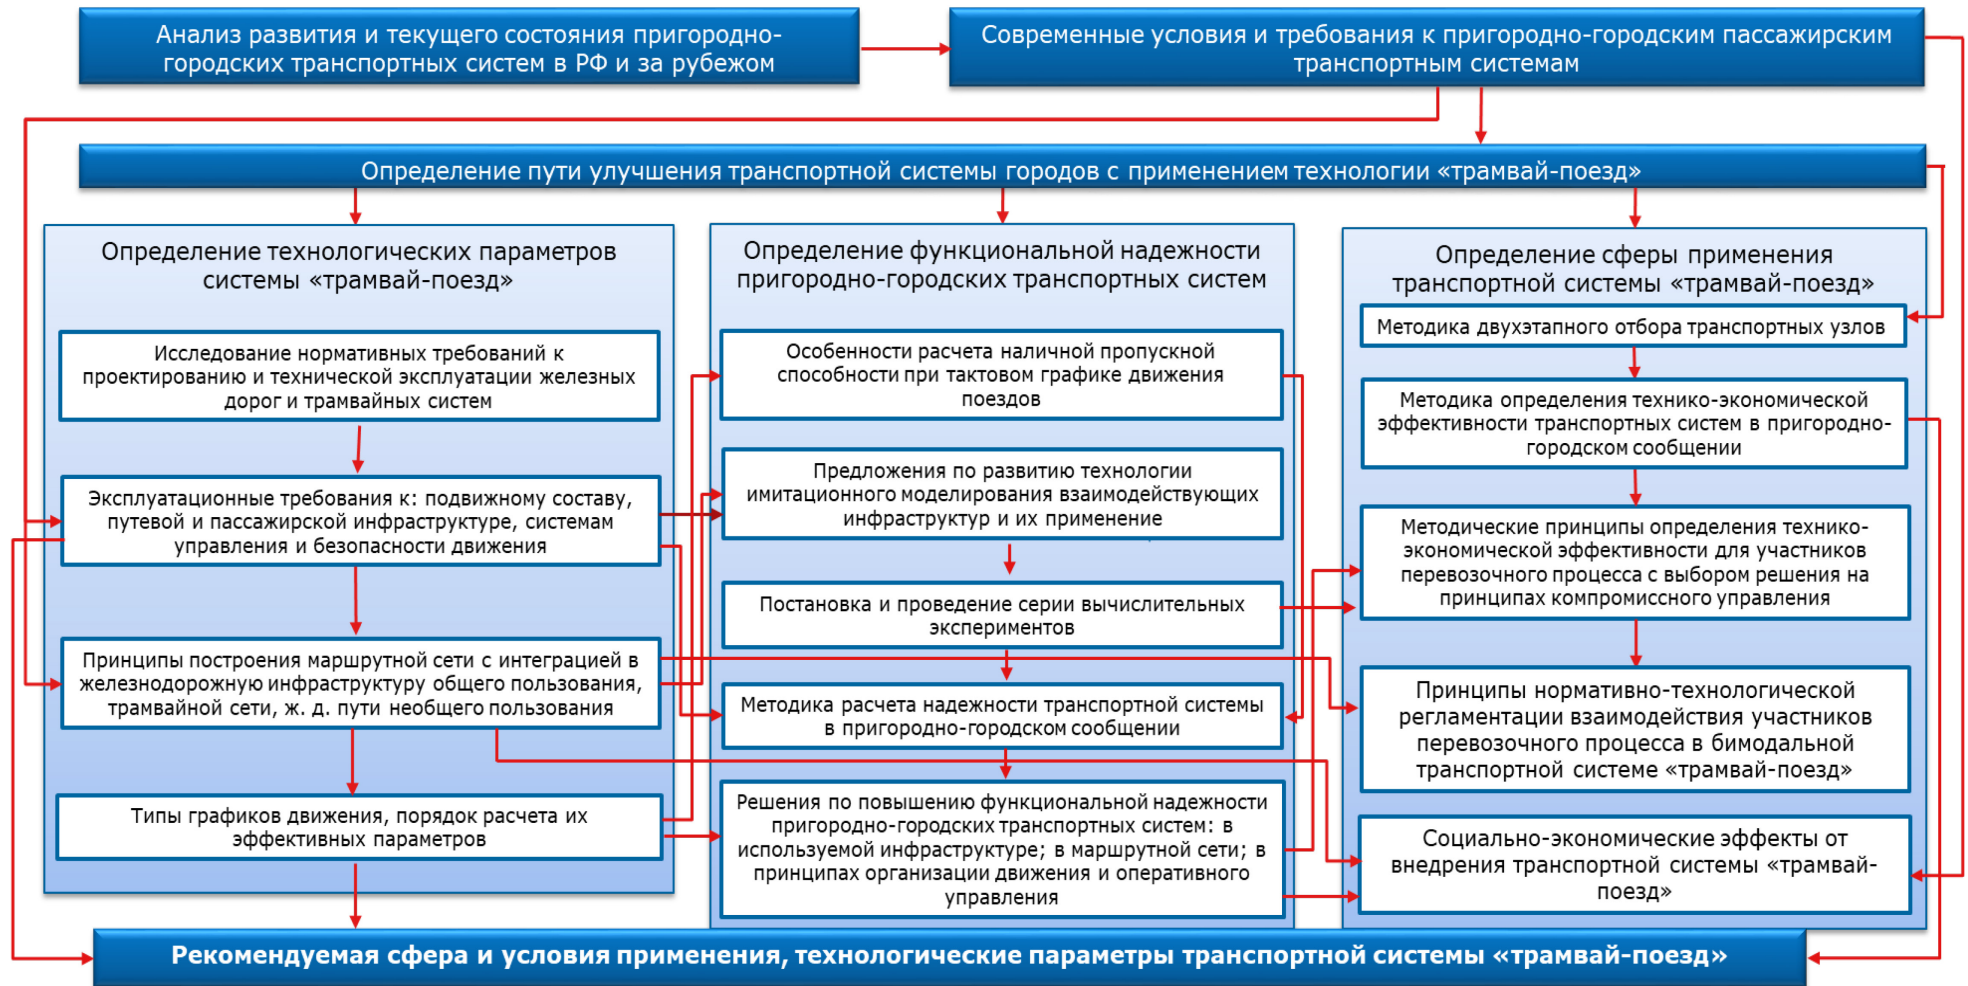 Анализ развития и текущего состояния пригородно-
городских транспортных систем в РФ и за рубежом
Современные условия и требования к пригородно-городским пассажирским
транспортным системам
Определение пути улучшения транспортной системы городов с применением технологии «трамвай-поезд»
Определение технологических параметров
системы «трамвай-поезд»
Исследование нормативных требований к
проектированию и технической эксплуатации железных
дорог и трамвайных систем
Эксплуатационные требования к: подвижному составу,
путевой и пассажирской инфраструктуре, системам
управления и безопасности движения
Принципы построения маршрутной сети с интеграцией в
железнодорожную инфраструктуру общего пользования,
трамвайной сети, ж. д. пути необщего пользования
Типы графиков движения, порядок расчета их
эффективных параметров
Определение функциональной надежности
пригородно-городских транспортных систем
Особенности расчета наличной пропускной
способности при тактовом графике движения
поездов
Предложения по развитию технологии
имитационного моделирования взаимодействующих
инфраструктур и их применение
Постановка и проведение серии вычислительных
экспериментов
Методика расчета надежности транспортной системы
в пригородно-городском сообщении
Решения по повышению функциональной надежности
пригородно-городских транспортных систем: в
используемой инфраструктуре; в маршрутной сети; в
принципах организации движения и оперативного
управления
Определение сферы применения
транспортной системы «трамвай-поезд»
Методика двухэтапного отбора транспортных узлов
Методика определения технико-экономической
эффективности транспортных систем в пригородно-
городском сообщении
Методические принципы определения технико-
экономической эффективности для участников
перевозочного процесса с выбором решения на
принципах компромиссного управления
Принципы нормативно-технологической
регламентации взаимодействия участников
перевозочного процесса в бимодальной
транспортной системе «трамвай-поезд»
Социально-экономические эффекты от
внедрения транспортной системы «трамвай-
поезд»
Рекомендуемая сфера и условия применения, технологические параметры транспортной системы «трамвай-поезд»